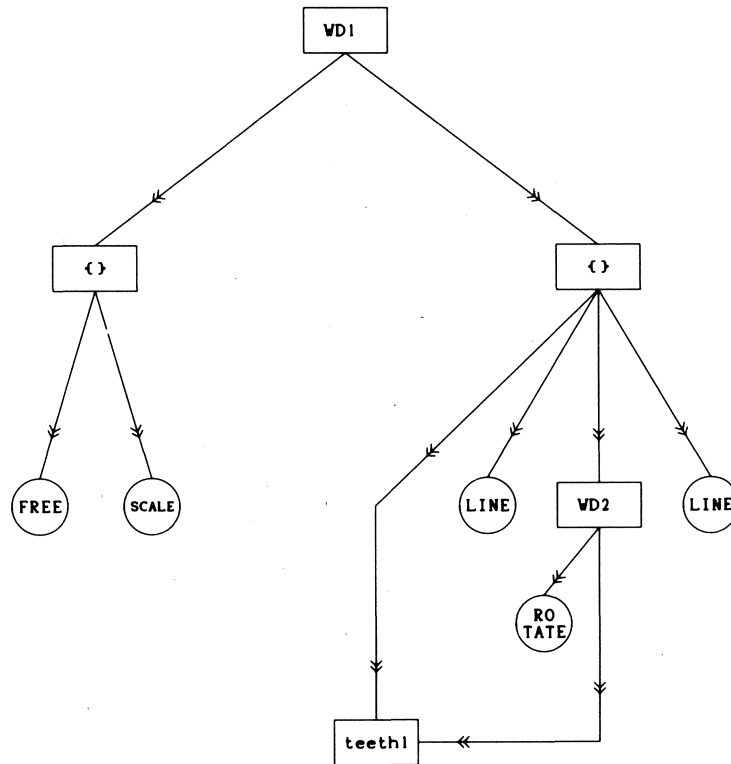 WD1
{}
{}
FREE
SCALE
LINE
WD2
LINE
RO
TATE
teeth1